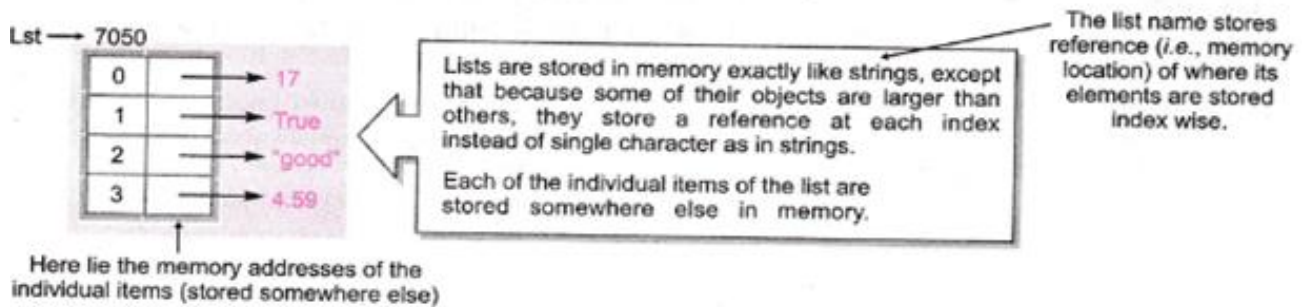 Lst 7050
0 17
1 True
2 "good"
3 4.59
Here lie the memory addresses of the
individual items (stored somewhere else)
Lists are stored in memory exactly like strings, except
that because some of their objects are larger than
others, they store a reference at each index
instead of single character as in strings.
Each of the individual items of the list are
stored somewhere else in memory.
The list name stores
reference (i.e., memory
location) of where its
elements are stored
index wise.